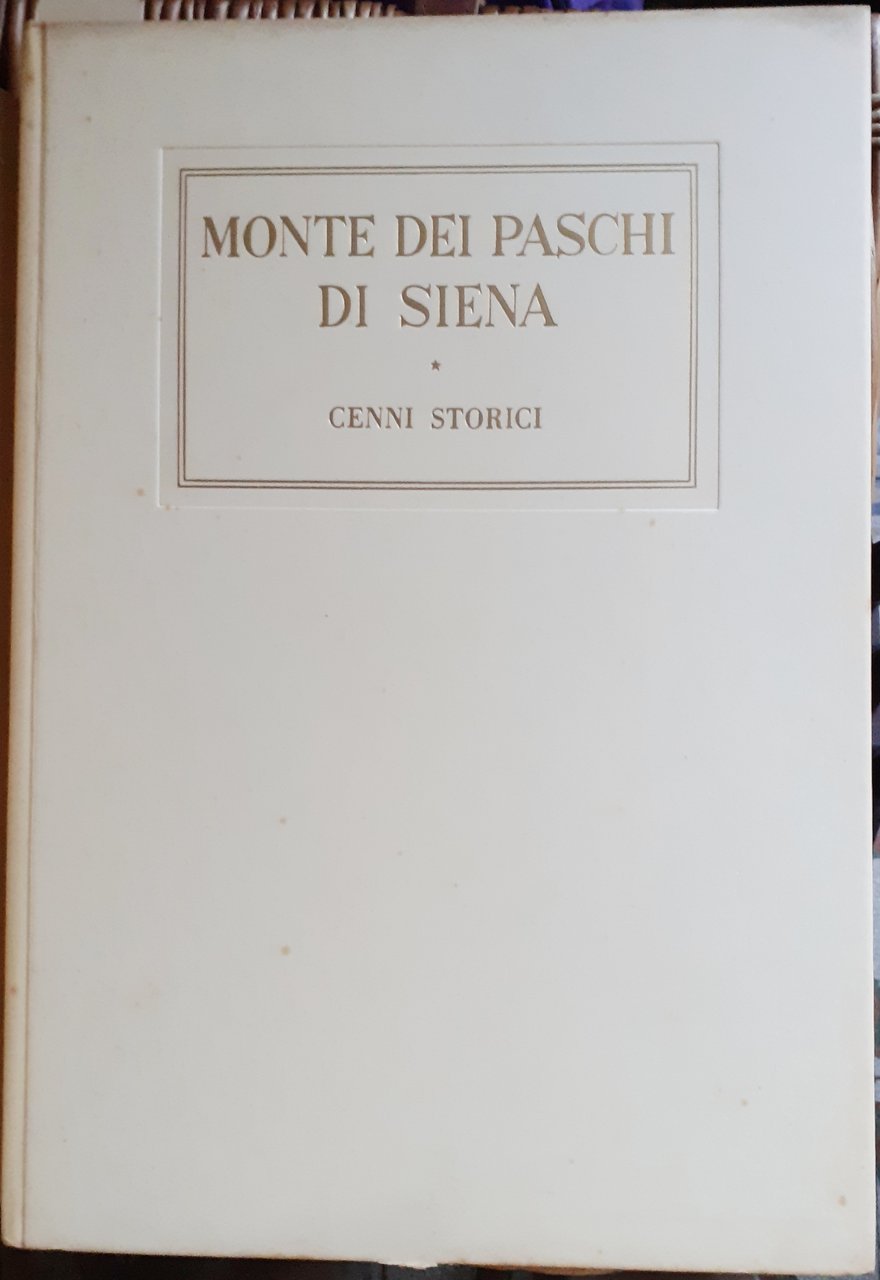 MONTE DEI PASCHI
DI SIENA
★
CENNI STORICI